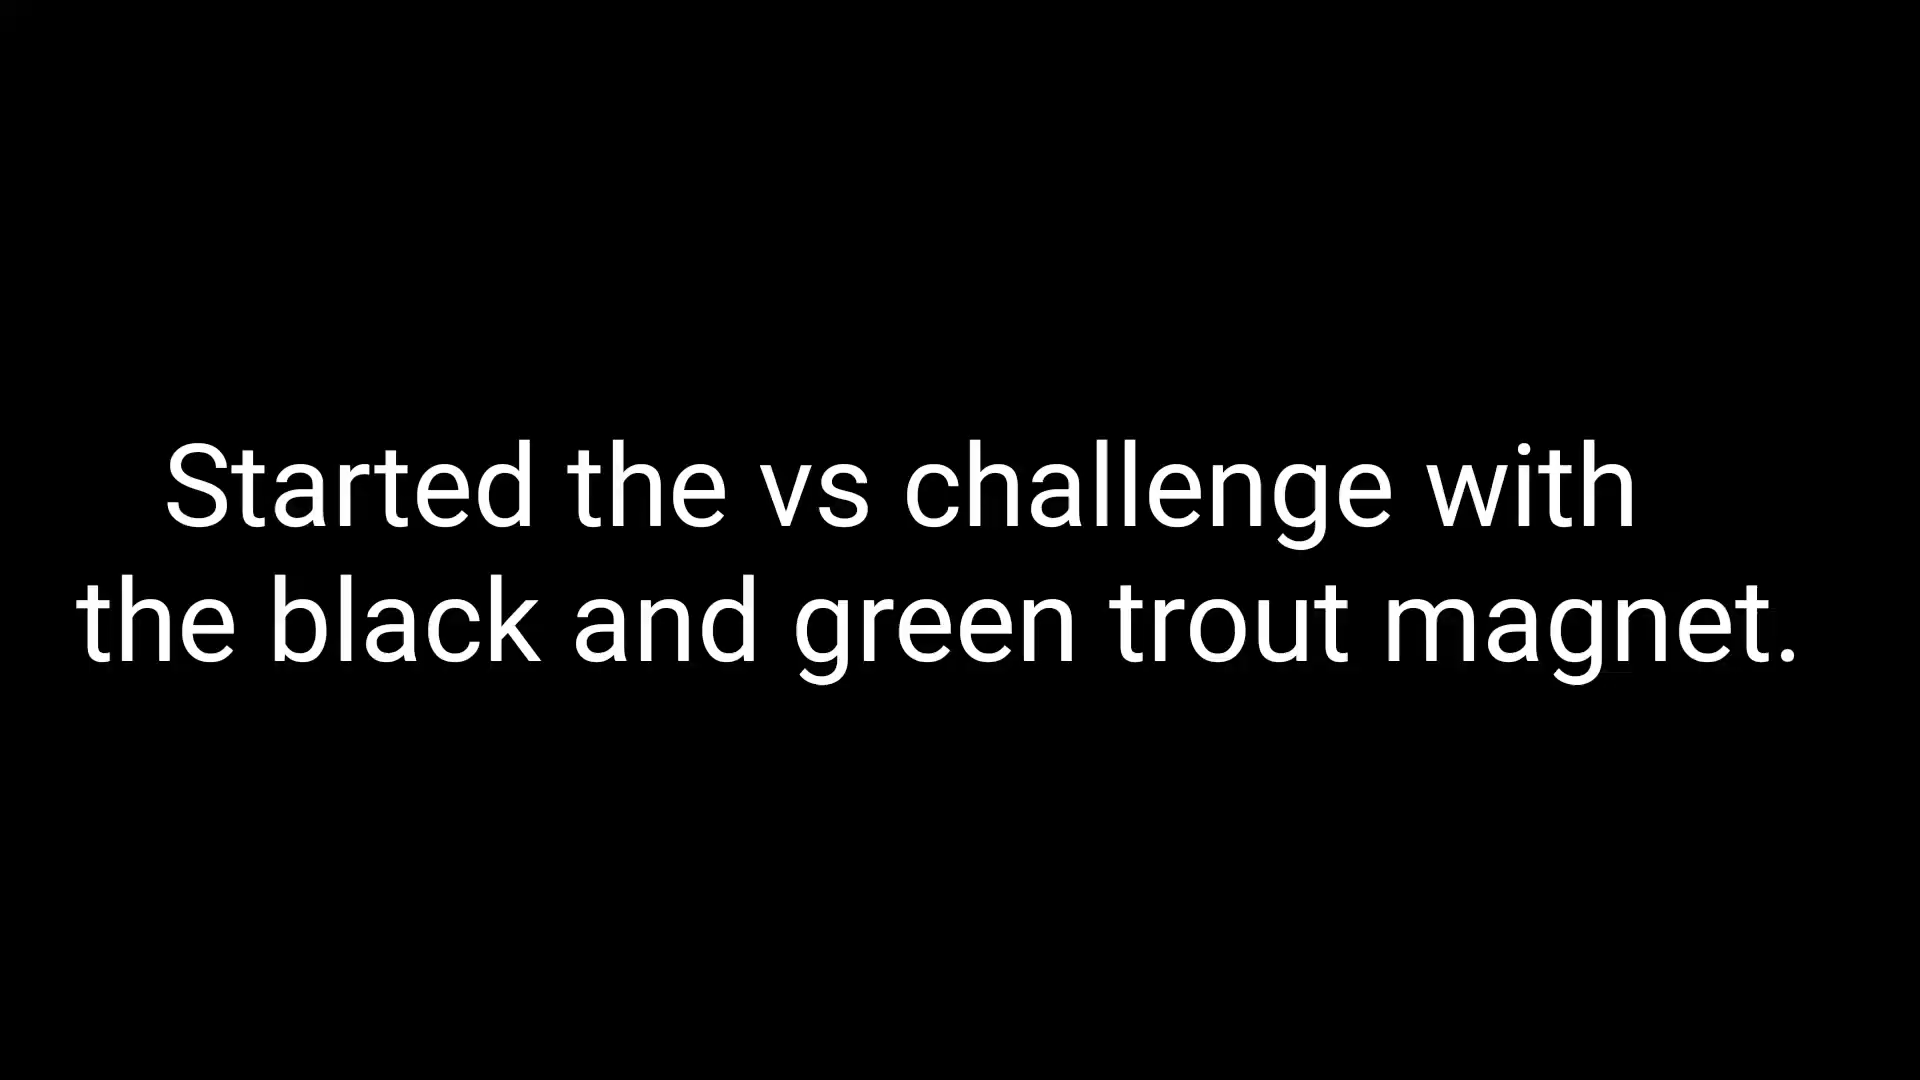 Started the vs challenge with
the black and green trout magnet.